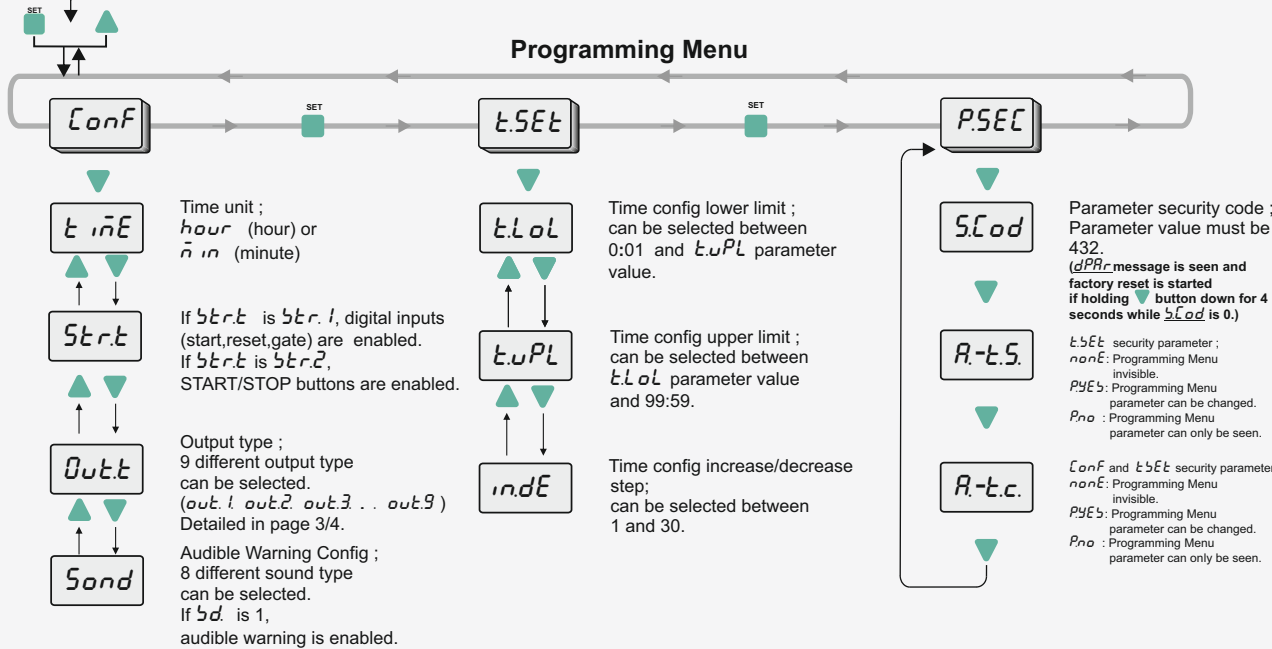 SET
Programming Menu
ConF
SET
t.SEt
SET
P.SEC
timE
Time unit ;
hour (hour) or
min (minute)
Str.t
If Str.t is Str.1, digital inputs
(start,reset,gate) are enabled.
If Str.t is Str.2,
START/STOP buttons are enabled.
Out.t
Output type ;
9 different output type
can be selected.
(out.1. out.2. out.3. . . out.9 )
Detailed in page 3/4.
Sond
Audible Warning Config ;
8 different sound type
can be selected.
If Sd. is 1,
audible warning is enabled.
t.LoL
Time config lower limit ;
can be selected between
0:01 and t.uPL parameter
value.
t.uPL
Time config upper limit ;
can be selected between
t.LoL parameter value
and 99:59.
in.dE
Time config increase/decrease
step;
can be selected between
1 and 30.
S.Cod
Parameter security code ;
Parameter value must be
432.
(dPAr message is seen and
factory reset is started
if holding button down for 4
seconds while S.Cod is 0.)
A.-t.S.
t.SEt security parameter ;
nonE: Programming Menu
invisible.
P.YES: Programming Menu
parameter can be changed.
P.no : Programming Menu
parameter can only be seen.
A.-t.c.
ConF and tSEt security parameter
nonE: Programming Menu
invisible.
P.YES: Programming Menu
parameter can be changed.
P.no : Programming Menu
parameter can only be seen.